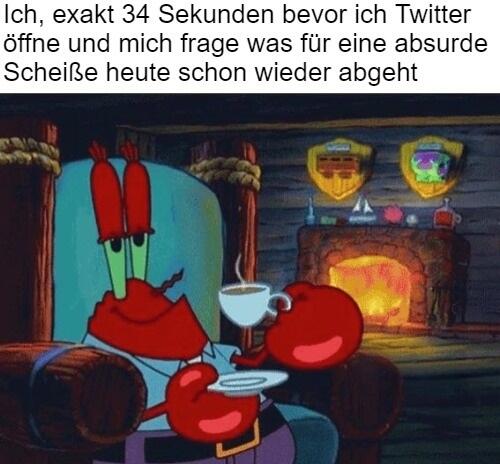 Ich, exakt 34 Sekunden bevor ich Twitter
öffne und mich frage was für eine absurde
Scheiße heute schon wieder abgeht